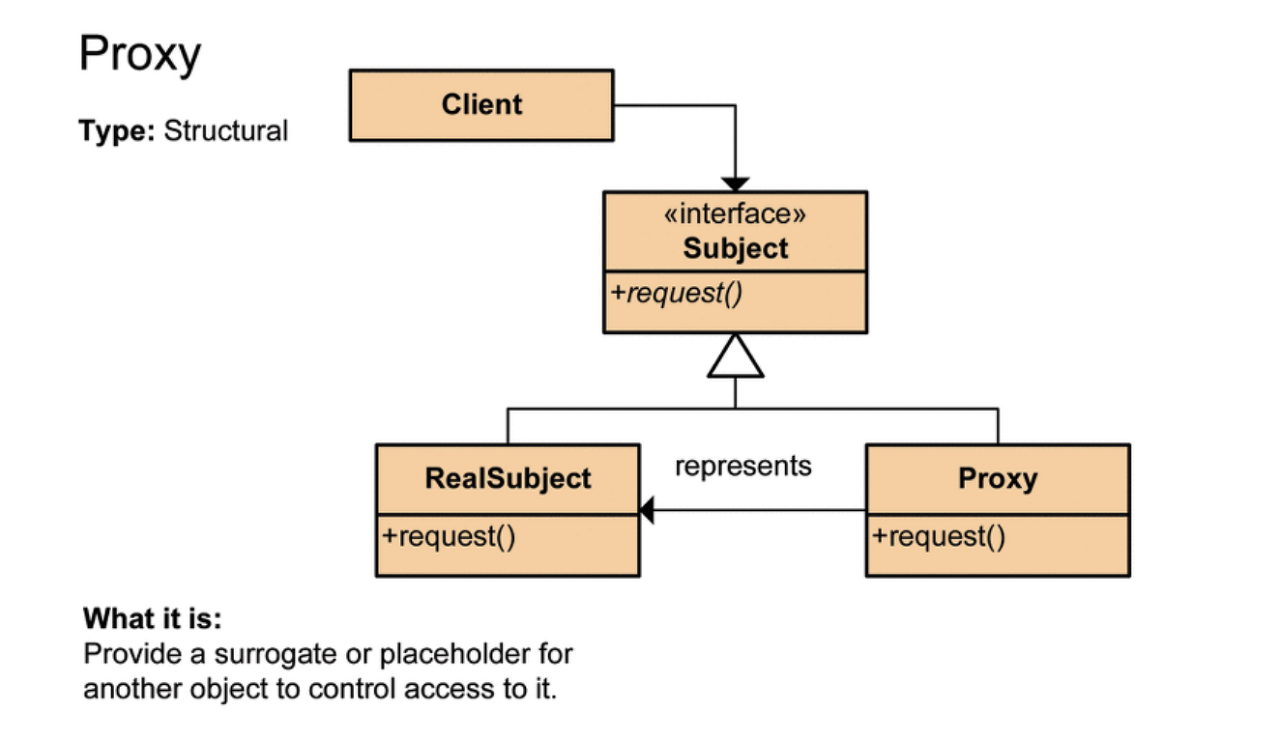 Proxy
Type: Structural
Client
«interface»
Subject
+request()
represents
RealSubject
+request()
Proxy
+request()
What it is:
Provide a surrogate or placeholder for
another object to control access to it.